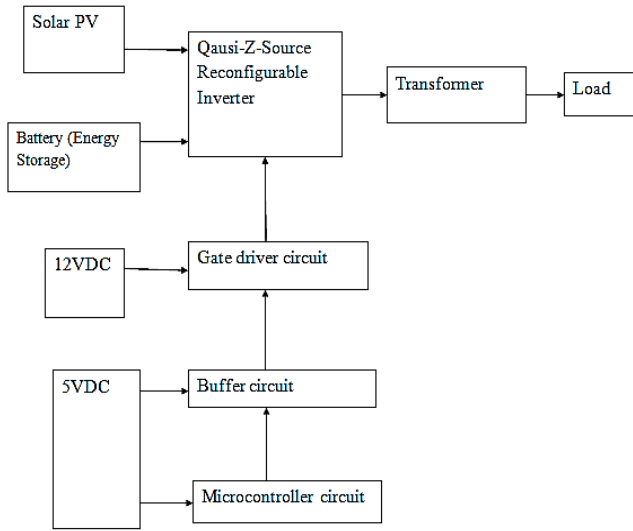 Solar PV
Qausi-Z-Source
Reconfigurable
Inverter
Transformer
Load
Battery (Energy
Storage)
12VDC
Gate driver circuit
5VDC
Buffer circuit
Microcontroller circuit